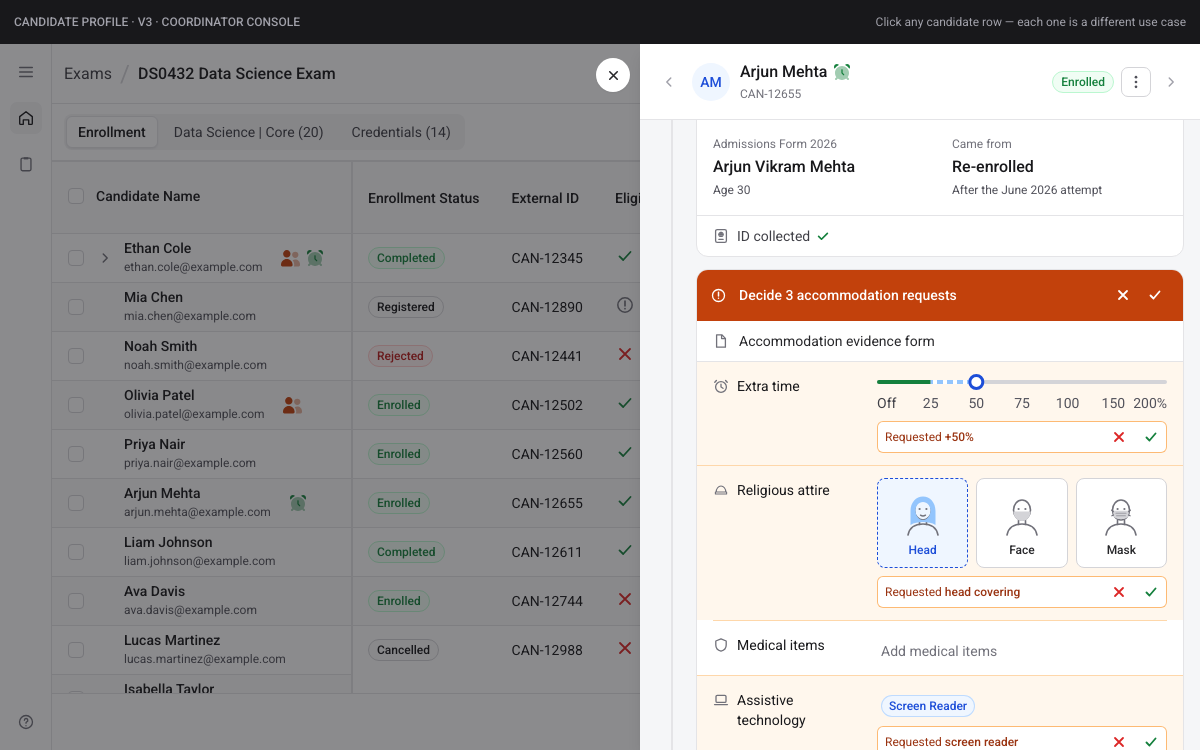 CANDIDATE PROFILE · V3 · COORDINATOR CONSOLE
Click any candidate row — each one is a different use case
Exams / DS0432 Data Science Exam
Enrollment
Data Science | Core (20)
Credentials (14)
Candidate Name
Enrollment Status
External ID
Eligi
Ethan Cole
ethan.cole@example.com
Completed
CAN-12345
Mia Chen
mia.chen@example.com
Registered
CAN-12890
Noah Smith
noah.smith@example.com
Rejected
CAN-12441
Olivia Patel
olivia.patel@example.com
Enrolled
CAN-12502
Priya Nair
priya.nair@example.com
Enrolled
CAN-12560
Arjun Mehta
arjun.mehta@example.com
Enrolled
CAN-12655
Liam Johnson
liam.johnson@example.com
Completed
CAN-12611
Ava Davis
ava.davis@example.com
Enrolled
CAN-12744
Lucas Martinez
lucas.martinez@example.com
Cancelled
CAN-12988
Isabella Taylor
AM
Arjun Mehta
CAN-12655
Enrolled
Admissions Form 2026
Arjun Vikram Mehta
Age 30
Came from
Re-enrolled
After the June 2026 attempt
ID collected
Decide 3 accommodation requests
Accommodation evidence form
Extra time
Off 25 50 75 100 150 200%
Requested +50%
Religious attire
Head
Face
Mask
Requested head covering
Medical items
Add medical items
Assistive
technology
Screen Reader
Requested screen reader